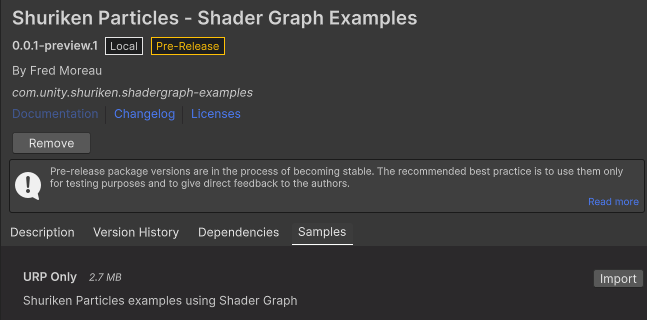 Shuriken Particles - Shader Graph Examples
0.0.1-preview.1 Local Pre-Release
By Fred Moreau
com.unity.shuriken.shadergraph-examples
Documentation Changelog Licenses
Remove
Pre-release package versions are in the process of becoming stable. The recommended best practice is to use them only
for testing purposes and to give direct feedback to the authors.
Read more
Description Version History Dependencies Samples
URP Only 2.7 MB Import
Shuriken Particles examples using Shader Graph